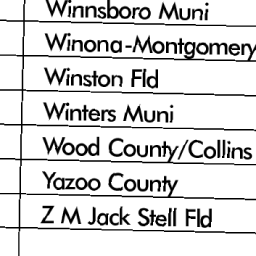 Winnsboro Muni
Winona-Montgomery
Winston Fld
Winters Muni
Wood County/Collins
Yazoo County
Z M Jack Stell Fld